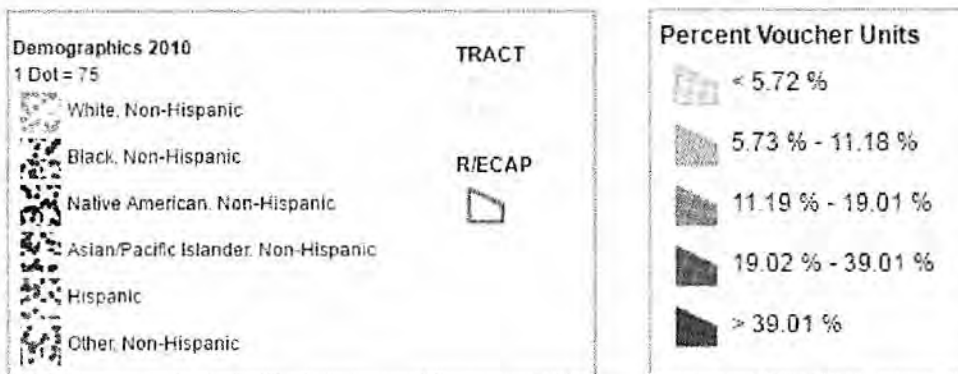 Demographics 2010
1 Dot = 75
White, Non-Hispanic
Black, Non-Hispanic
Native American, Non-Hispanic
Asian/Pacific Islander, Non-Hispanic
Hispanic
Other, Non-Hispanic
TRACT
R/ECAP
Percent Voucher Units
< 5.72 %
5.73 % - 11.18 %
11.19 % - 19.01 %
19.02 % - 39.01 %
> 39.01 %